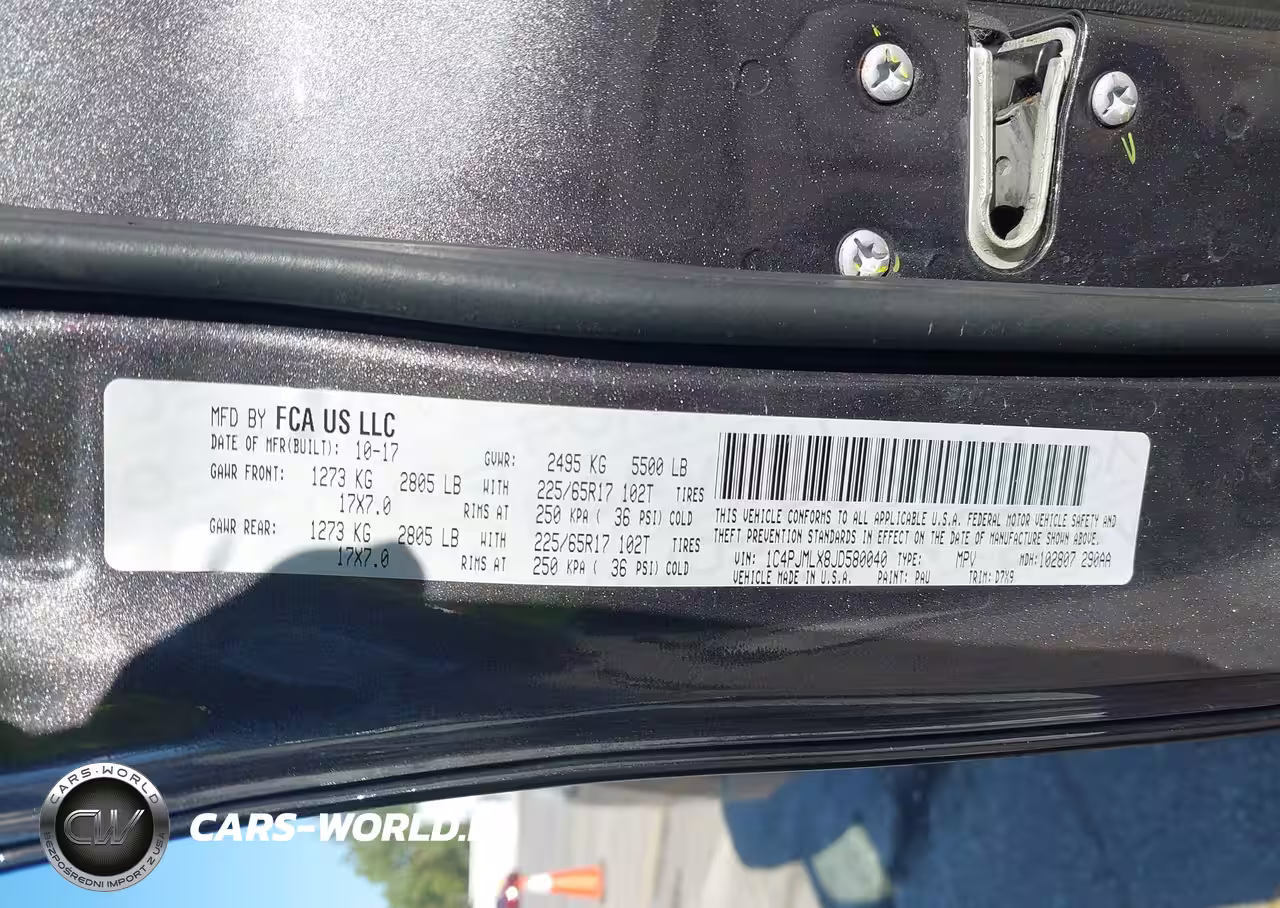 MFD BY FCA US LLC
DATE OF MFR(BUILT): 10-17 GVWR: 2495 KG 5500 LB
GAWR FRONT: 1273 KG 2805 LB WITH 225/65R17 102T TIRES
17X7.0 RIMS AT 250 KPA ( 36 PSI) COLD
GAWR REAR: 1273 KG 2805 LB WITH 225/65R17 102T TIRES
17X7.0 RIMS AT 250 KPA ( 36 PSI) COLD
THIS VEHICLE CONFORMS TO ALL APPLICABLE U.S.A. FEDERAL MOTOR VEHICLE SAFETY AND
THEFT PREVENTION STANDARDS IN EFFECT ON THE DATE OF MANUFACTURE SHOWN ABOVE.
VIN: 1C4PJMLX8JD580040 TYPE: MPV MDH:102807 290AA
VEHICLE MADE IN U.S.A. PAINT: PAU TRIM: D7X9
CARS-WORLD
CW
BEZPOŚREDNI IMPORT Z USA
CARS-WORLD.